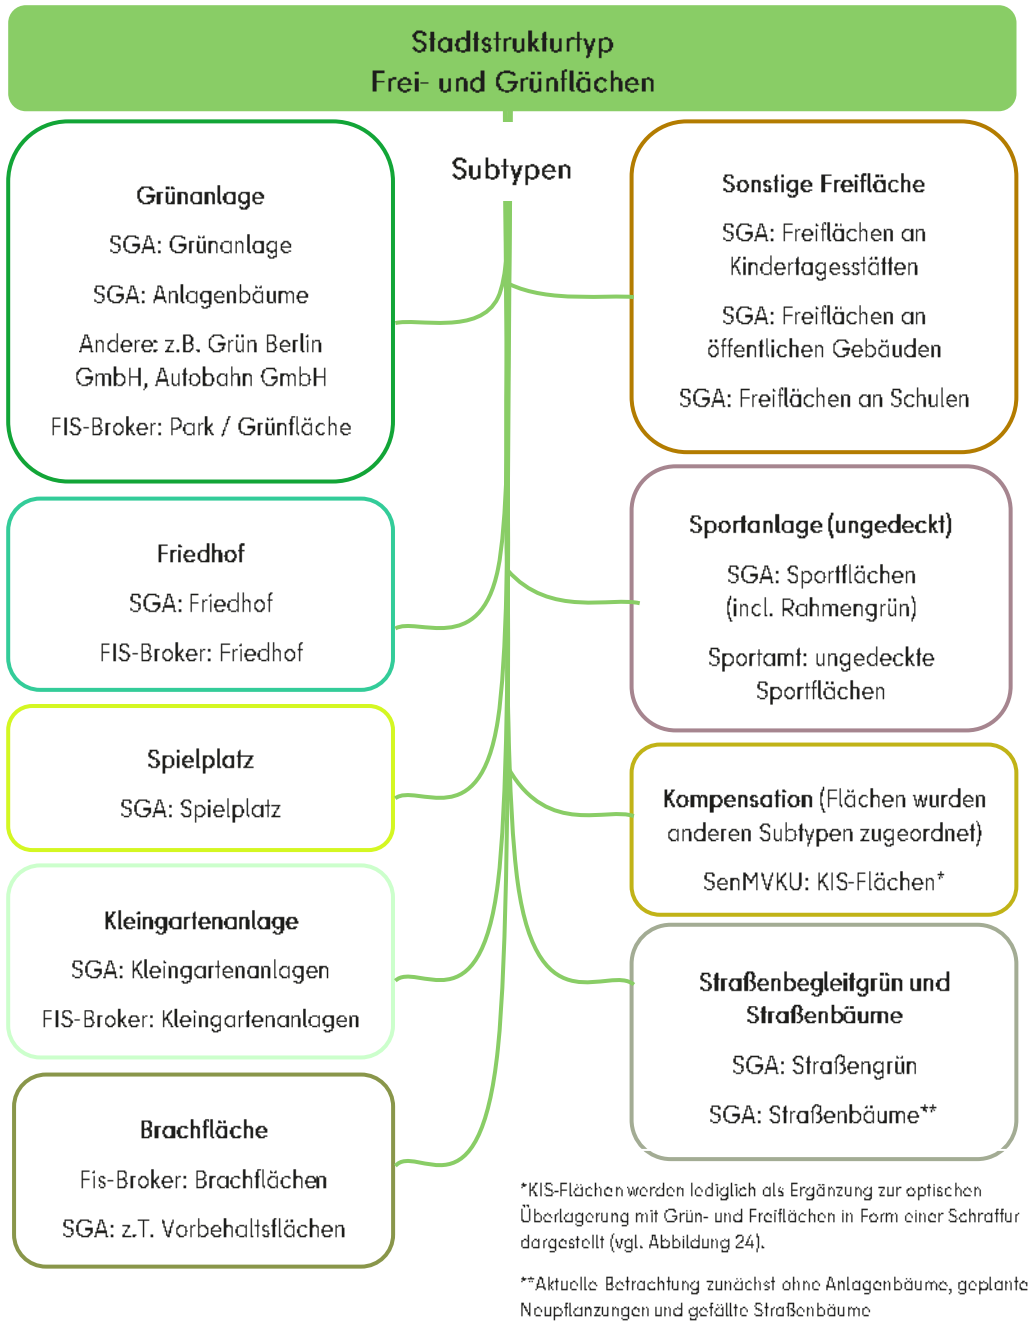 Stadtstrukturtyp
Frei- und Grünflächen
Subtypen
Grünanlage
SGA: Grünanlage
SGA: Anlagenbäume
Andere: z.B. Grün Berlin
GmbH, Autobahn GmbH
FIS-Broker: Park / Grünfläche
Friedhof
SGA: Friedhof
FIS-Broker: Friedhof
Spielplatz
SGA: Spielplatz
Kleingartenanlage
SGA: Kleingartenanlagen
FIS-Broker: Kleingartenanlagen
Brachfläche
Fis-Broker: Brachflächen
SGA: z.T. Vorbehaltsflächen
Sonstige Freifläche
SGA: Freiflächen an
Kindertagesstätten
SGA: Freiflächen an
öffentlichen Gebäuden
SGA: Freiflächen an Schulen
Sportanlage (ungedeckt)
SGA: Sportflächen
(incl. Rahmengrün)
Sportamt: ungedeckte
Sportflächen
Kompensation (Flächen wurden
anderen Subtypen zugeordnet)
SenMVKU: KIS-Flächen*
Straßenbegleitgrün und
Straßenbäume
SGA: Straßengrün
SGA: Straßenbäume**
*KIS-Flächen werden lediglich als Ergänzung zur optischen
Überlagerung mit Grün- und Freiflächen in Form einer Schraffur
dargestellt (vgl. Abbildung 24).
**Aktuelle Betrachtung zunächst ohne Anlagenbäume, geplante
Neupflanzungen und gefällte Straßenbäume